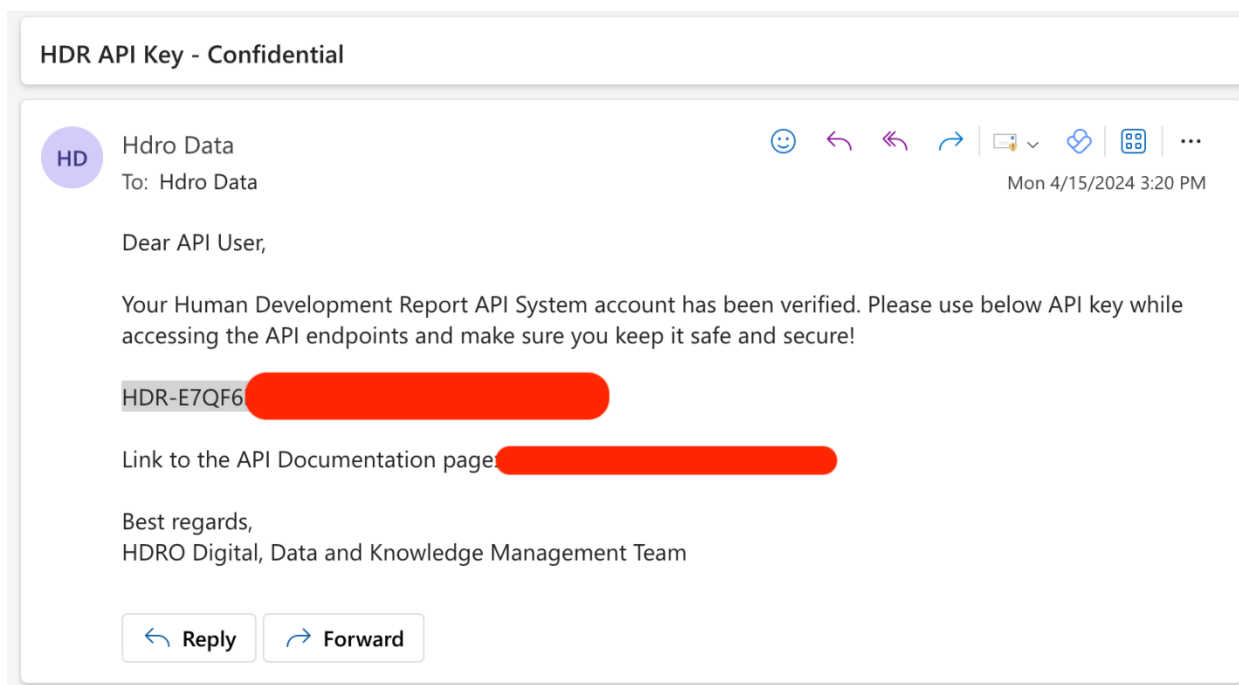 HDR API Key - Confidential
HD
Hdro Data
To: Hdro Data
Mon 4/15/2024 3:20 PM
Dear API User,
Your Human Development Report API System account has been verified. Please use below API key while
accessing the API endpoints and make sure you keep it safe and secure!
HDR-E7QF6
Link to the API Documentation page:
Best regards,
HDRO Digital, Data and Knowledge Management Team
Reply
Forward